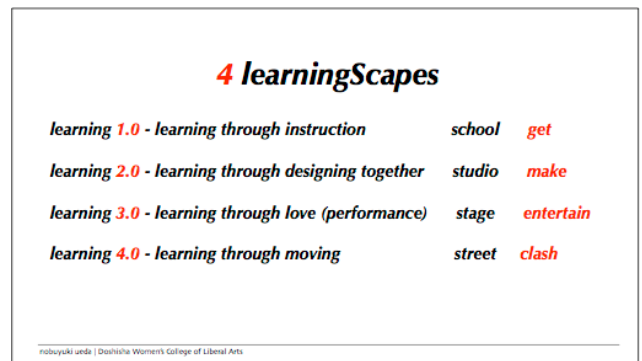 4 learningScapes
learning 1.0 - learning through instruction school get
learning 2.0 - learning through designing together studio make
learning 3.0 - learning through love (performance) stage entertain
learning 4.0 - learning through moving street clash
nobuyuki ueda | Doshisha Women's College of Liberal Arts